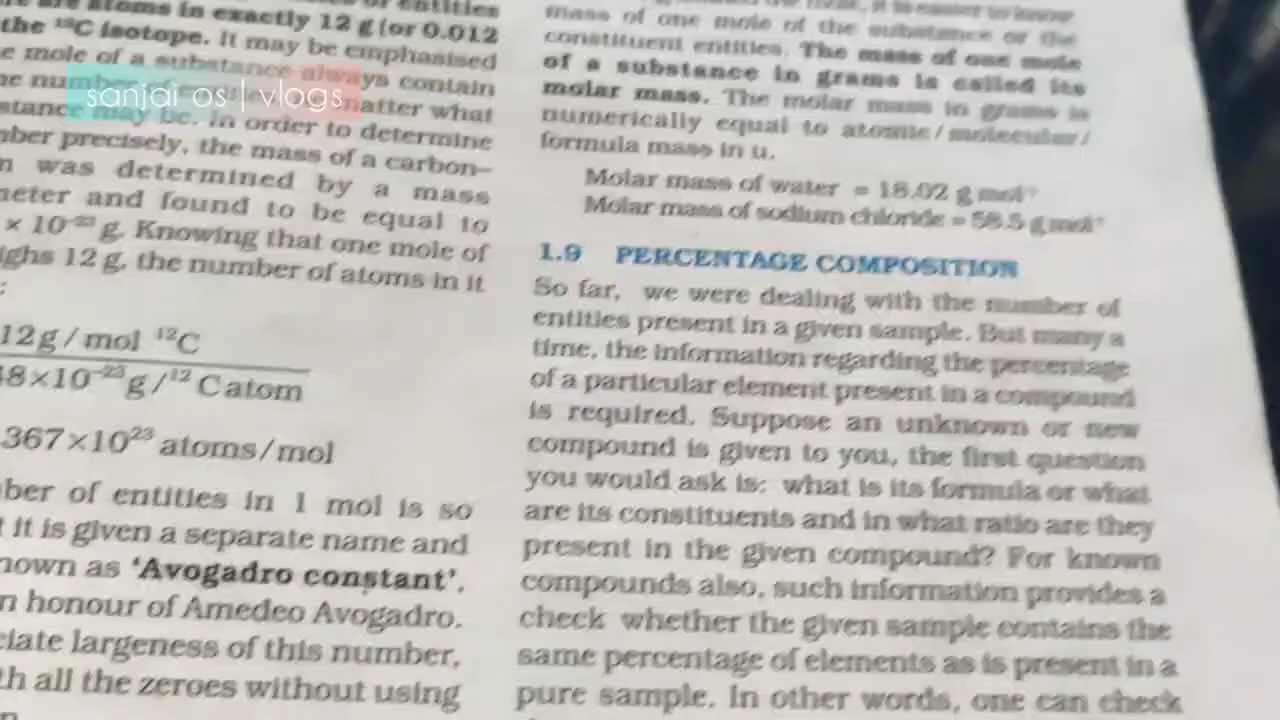 atoms in exactly 12 g (or 0.012
the ¹²C isotope. It may be emphasised
mole of a substance always contain
sanjai os | vlogs
matter what
may be. In order to determine
precisely, the mass of a carbon–
was determined by a mass
and found to be equal to
× 10⁻²³ g. Knowing that one mole of
12 g, the number of atoms in it
:
12 g / mol ¹²C
8×10⁻²³ g / ¹² C atom
367×10²³ atoms/mol
of entities in 1 mol is so
it is given a separate name and
as ‘Avogadro constant’.
honour of Amedeo Avogadro.
largeness of this number,
all the zeroes without using
mass of one mole of the substance or the
constituent entities. The mass of one mole
of a substance in grams is called its
molar mass. The molar mass in grams is
numerically equal to atomic/molecular/
formula mass in u.
Molar mass of water = 18.02 g mol⁻¹
Molar mass of sodium chloride = 58.5 g mol⁻¹
1.9 PERCENTAGE COMPOSITION
So far, we were dealing with the number of
entities present in a given sample. But many a
time, the information regarding the percentage
of a particular element present in a compound
is required. Suppose an unknown or new
compound is given to you, the first question
you would ask is: what is its formula or what
are its constituents and in what ratio are they
present in the given compound? For known
compounds also, such information provides a
check whether the given sample contains the
same percentage of elements as is present in a
pure sample. In other words, one can check